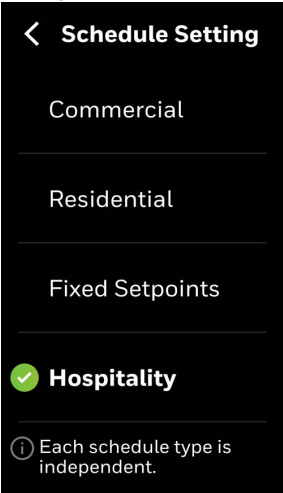 Schedule Setting
Commercial
Residential
Fixed Setpoints
Hospitality
Each schedule type is
independent.